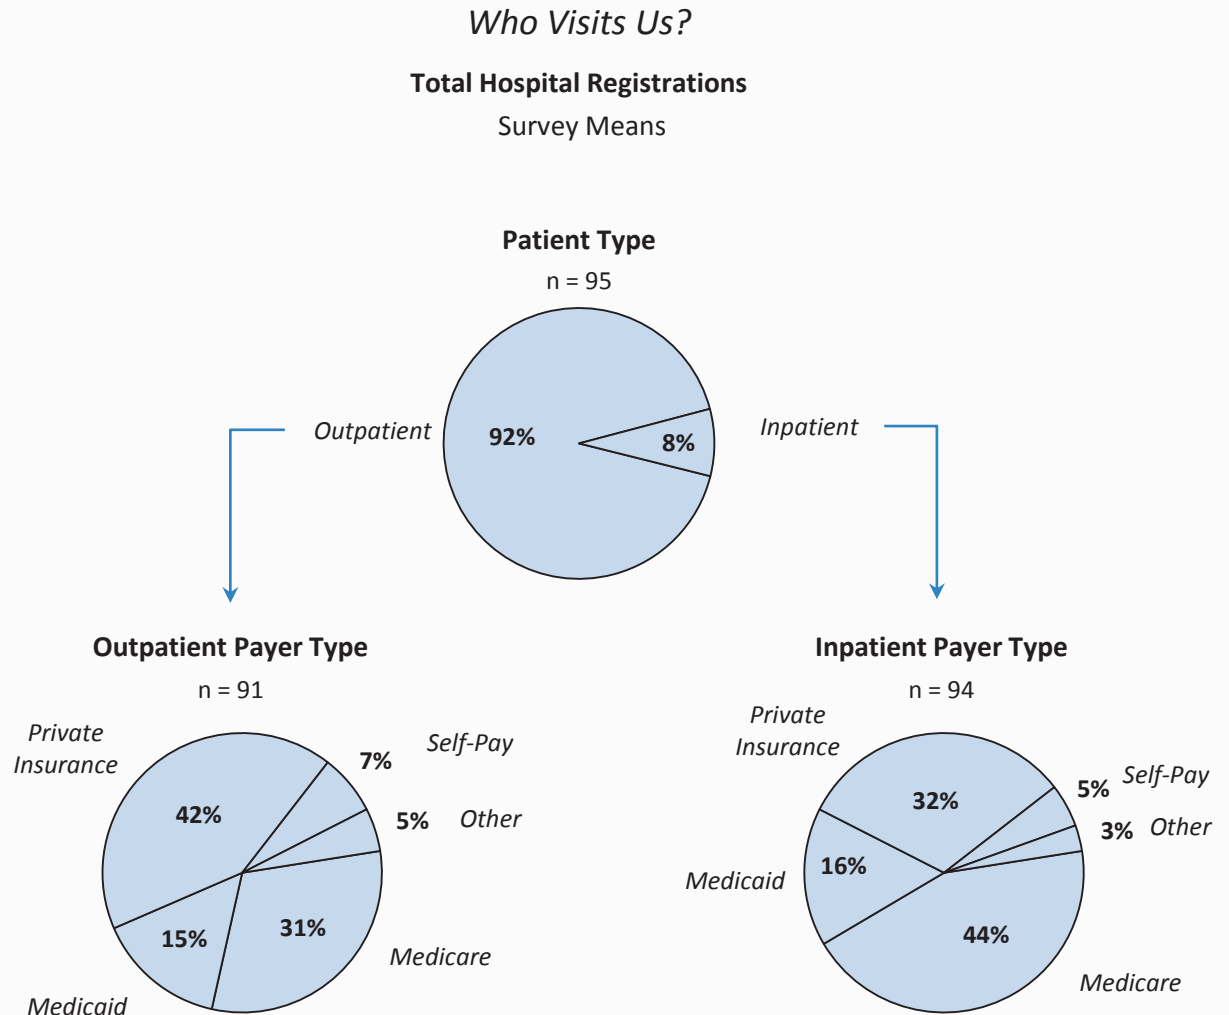 Who Visits Us?
Total Hospital Registrations
Survey Means
Patient Type
n = 95
Outpatient
92%
8%
Inpatient
Outpatient Payer Type
n = 91
Private
Insurance
42%
7%
Self-Pay
5%
Other
31%
Medicare
15%
Medicaid
Inpatient Payer Type
n = 94
Private
Insurance
32%
5%
Self-Pay
3%
Other
16%
Medicaid
44%
Medicare